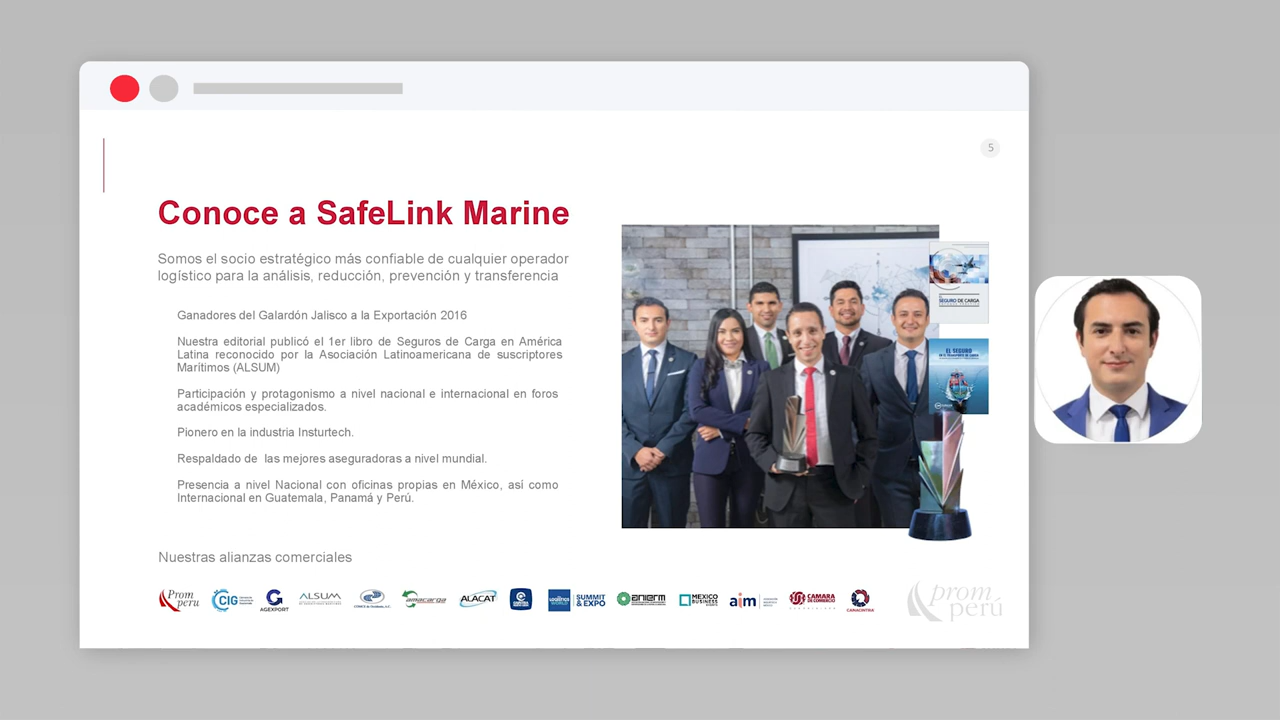 5
Conoce a SafeLink Marine
Somos el socio estratégico más confiable de cualquier operador
logístico para la análisis, reducción, prevención y transferencia
Ganadores del Galardón Jalisco a la Exportación 2016
Nuestra editorial publicó el 1er libro de Seguros de Carga en América
Latina reconocido por la Asociación Latinoamericana de suscriptores
Marítimos (ALSUM)
Participación y protagonismo a nivel nacional e internacional en foros
académicos especializados.
Pionero en la industria Insturtech.
Respaldado de las mejores aseguradoras a nivel mundial.
Presencia a nivel Nacional con oficinas propias en México, así como
Internacional en Guatemala, Panamá y Perú.
SEGURO DE CARGA
EL SEGURO
Nuestras alianzas comerciales
Prom
peru
CIG
AGEXPORT
ALSUM
amacarga
ALACAT
LOGISTICS
WORLD
SUMMIT
& EXPO
anierm
MEXICO
BUSINESS
aim
CAMARA
DE COMERCIO
CANACINTRA
prom
perú